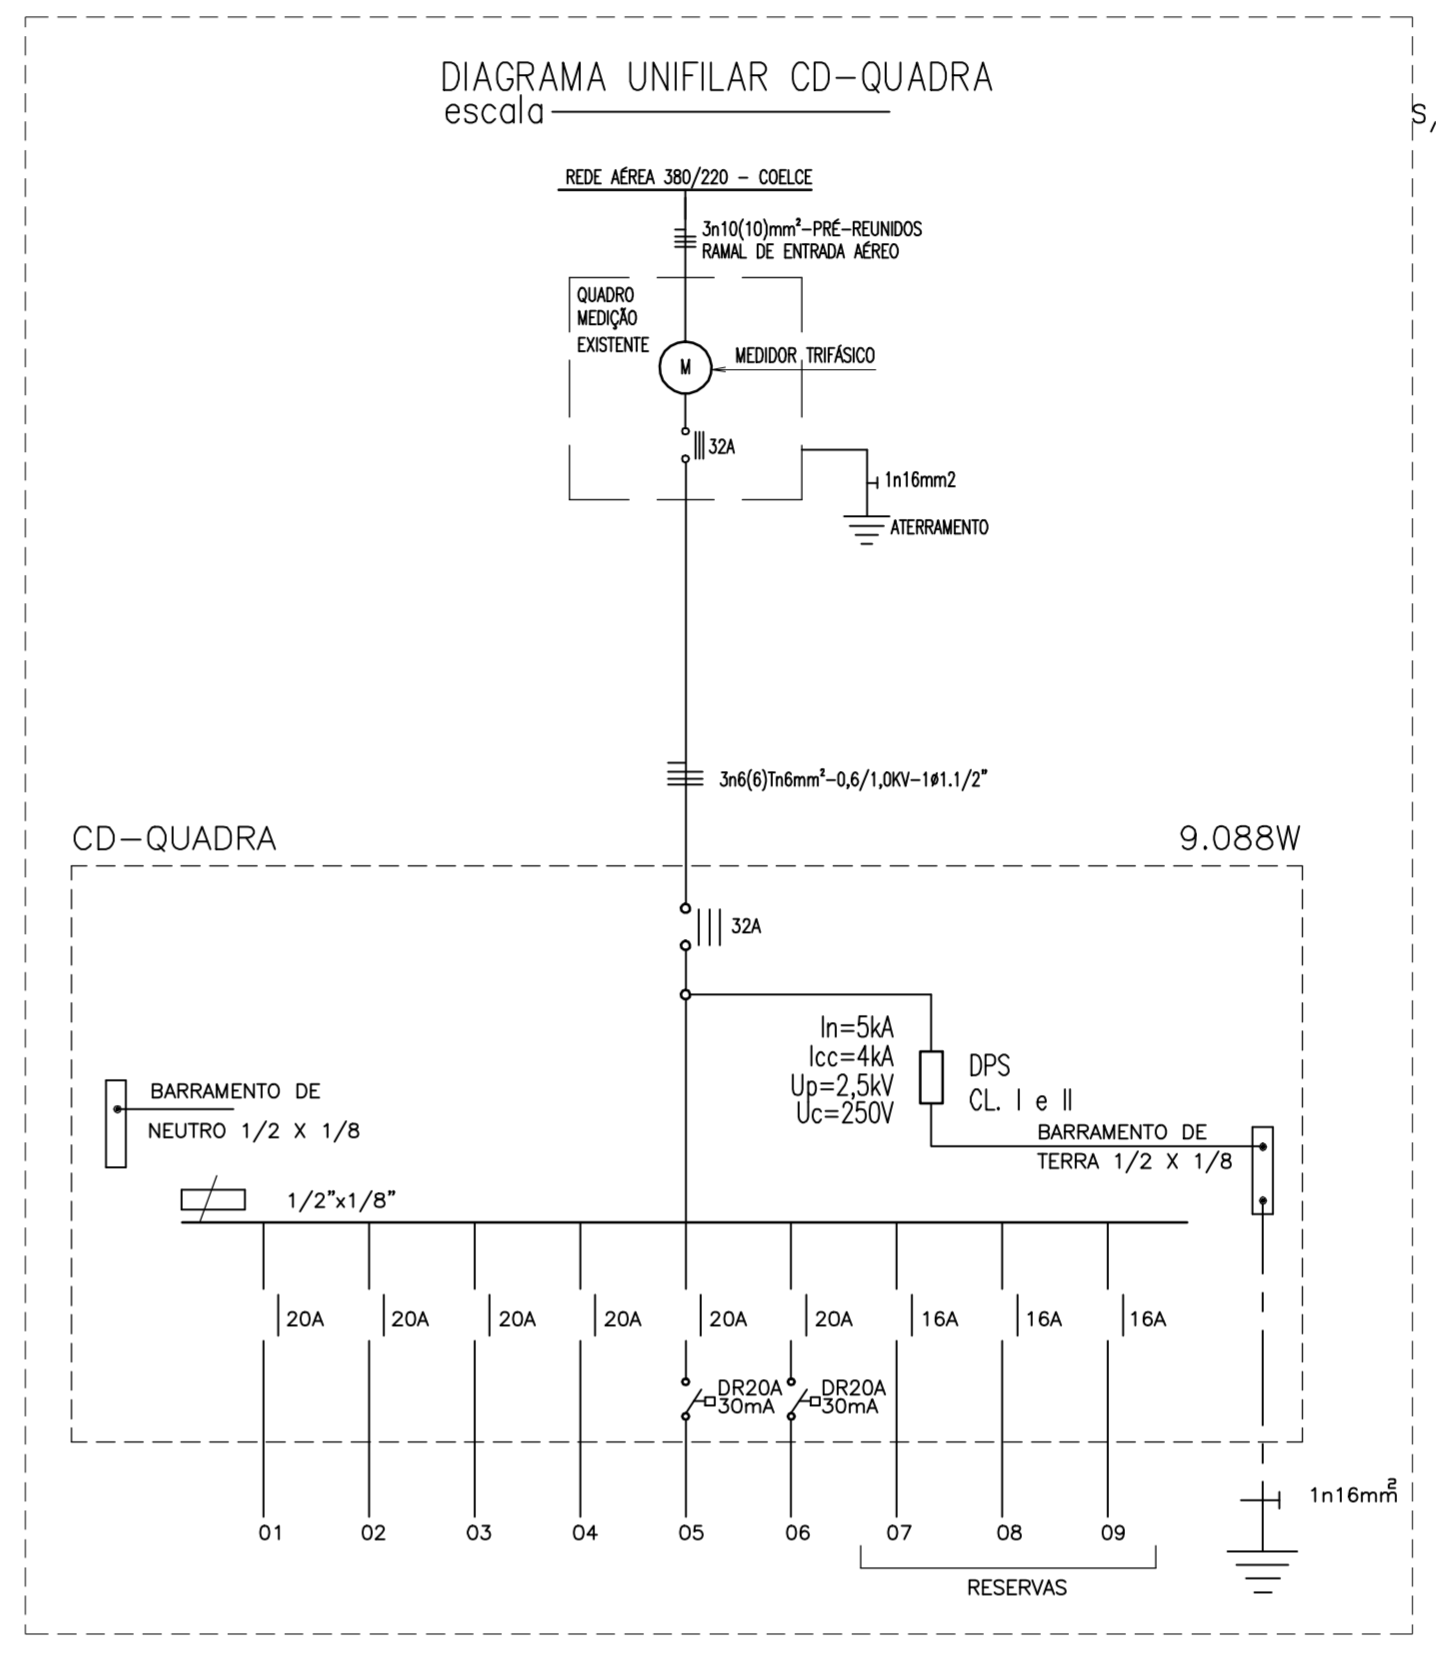 DIAGRAMA UNIFILAR CD-QUADRA
escala
S/
REDE AÉREA 380/220 - COELCE
3n10(10)mm²-PRÉ-REUNIDOS
RAMAL DE ENTRADA AÉREO
QUADRO
MEDIÇÃO
EXISTENTE
M
MEDIDOR TRIFÁSICO
32A
1n16mm2
ATERRAMENTO
3n6(6)Tn6mm²-0,6/1,0KV-1ø1.1/2"
CD-QUADRA
9.088W
32A
In=5kA
Icc=4kA
Up=2,5kV
Uc=250V
DPS
CL. I e II
BARRAMENTO DE
NEUTRO 1/2 X 1/8
BARRAMENTO DE
TERRA 1/2 X 1/8
1/2"x1/8"
20A 20A 20A 20A 20A 20A 16A 16A 16A
DR20A
30mA
DR20A
30mA
1n16mm²
01 02 03 04 05 06 07 08 09
RESERVAS